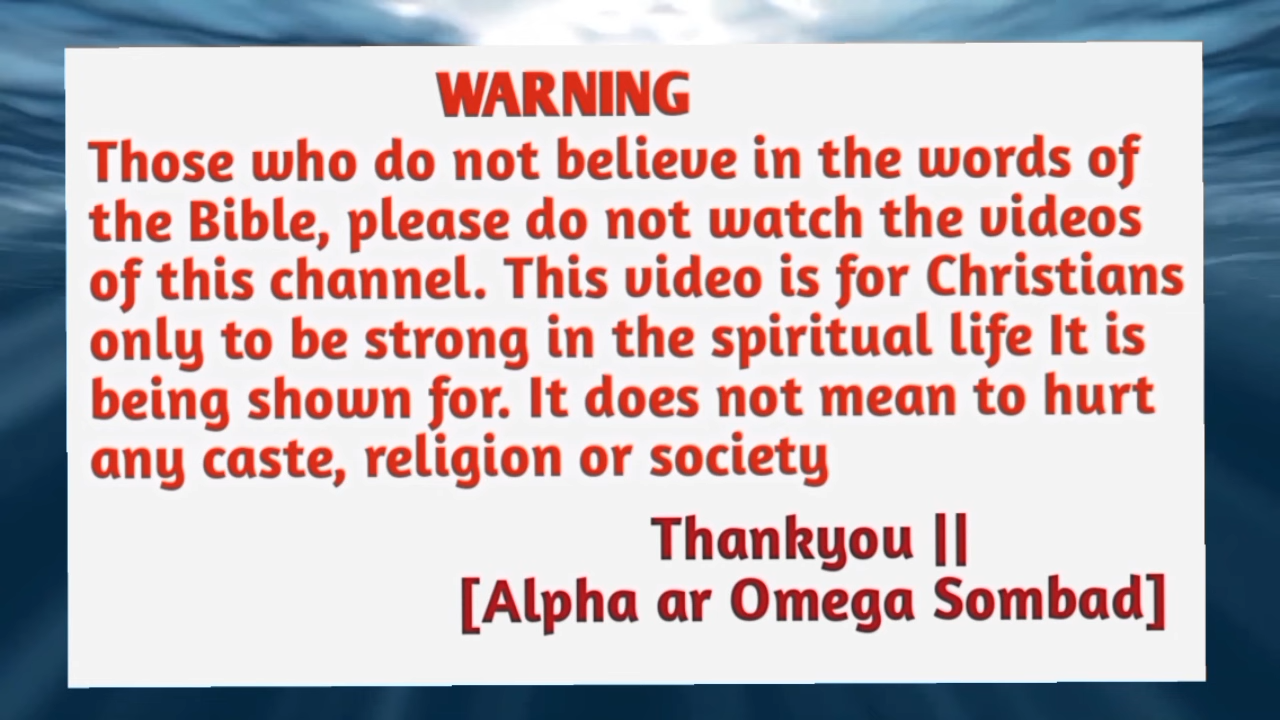 WARNING
Those who do not believe in the words of
the Bible, please do not watch the videos
of this channel. This video is for Christians
only to be strong in the spiritual life It is
being shown for. It does not mean to hurt
any caste, religion or society
Thankyou ||
[Alpha ar Omega Sombad]